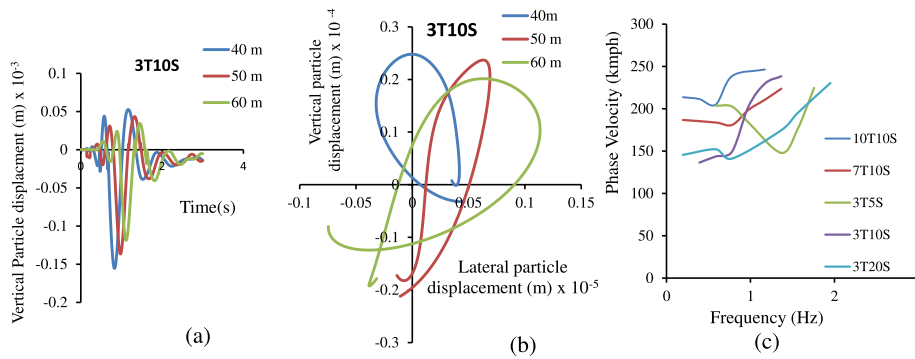 (a)
3T10S
40 m
50 m
60 m
Vertical Particle displacement (m) x 10-3
0.1
0.05
0
-0.05
-0.1
-0.15
-0.2
0
2
4
Time(s)
(a)
(b)
3T10S
40m
50 m
60 m
Vertical particle
displacement (m) x 10-4
0.3
0.2
0.1
0
-0.1
-0.2
-0.3
-0.1
-0.05
0
0.05
0.1
0.15
Lateral particle
displacement (m) x 10-5
(b)
(c)
Phase Velocity (kmph)
300
250
200
150
100
50
0
0
1
2
Frequency (Hz)
10T10S
7T10S
3T5S
3T10S
3T20S
(c)